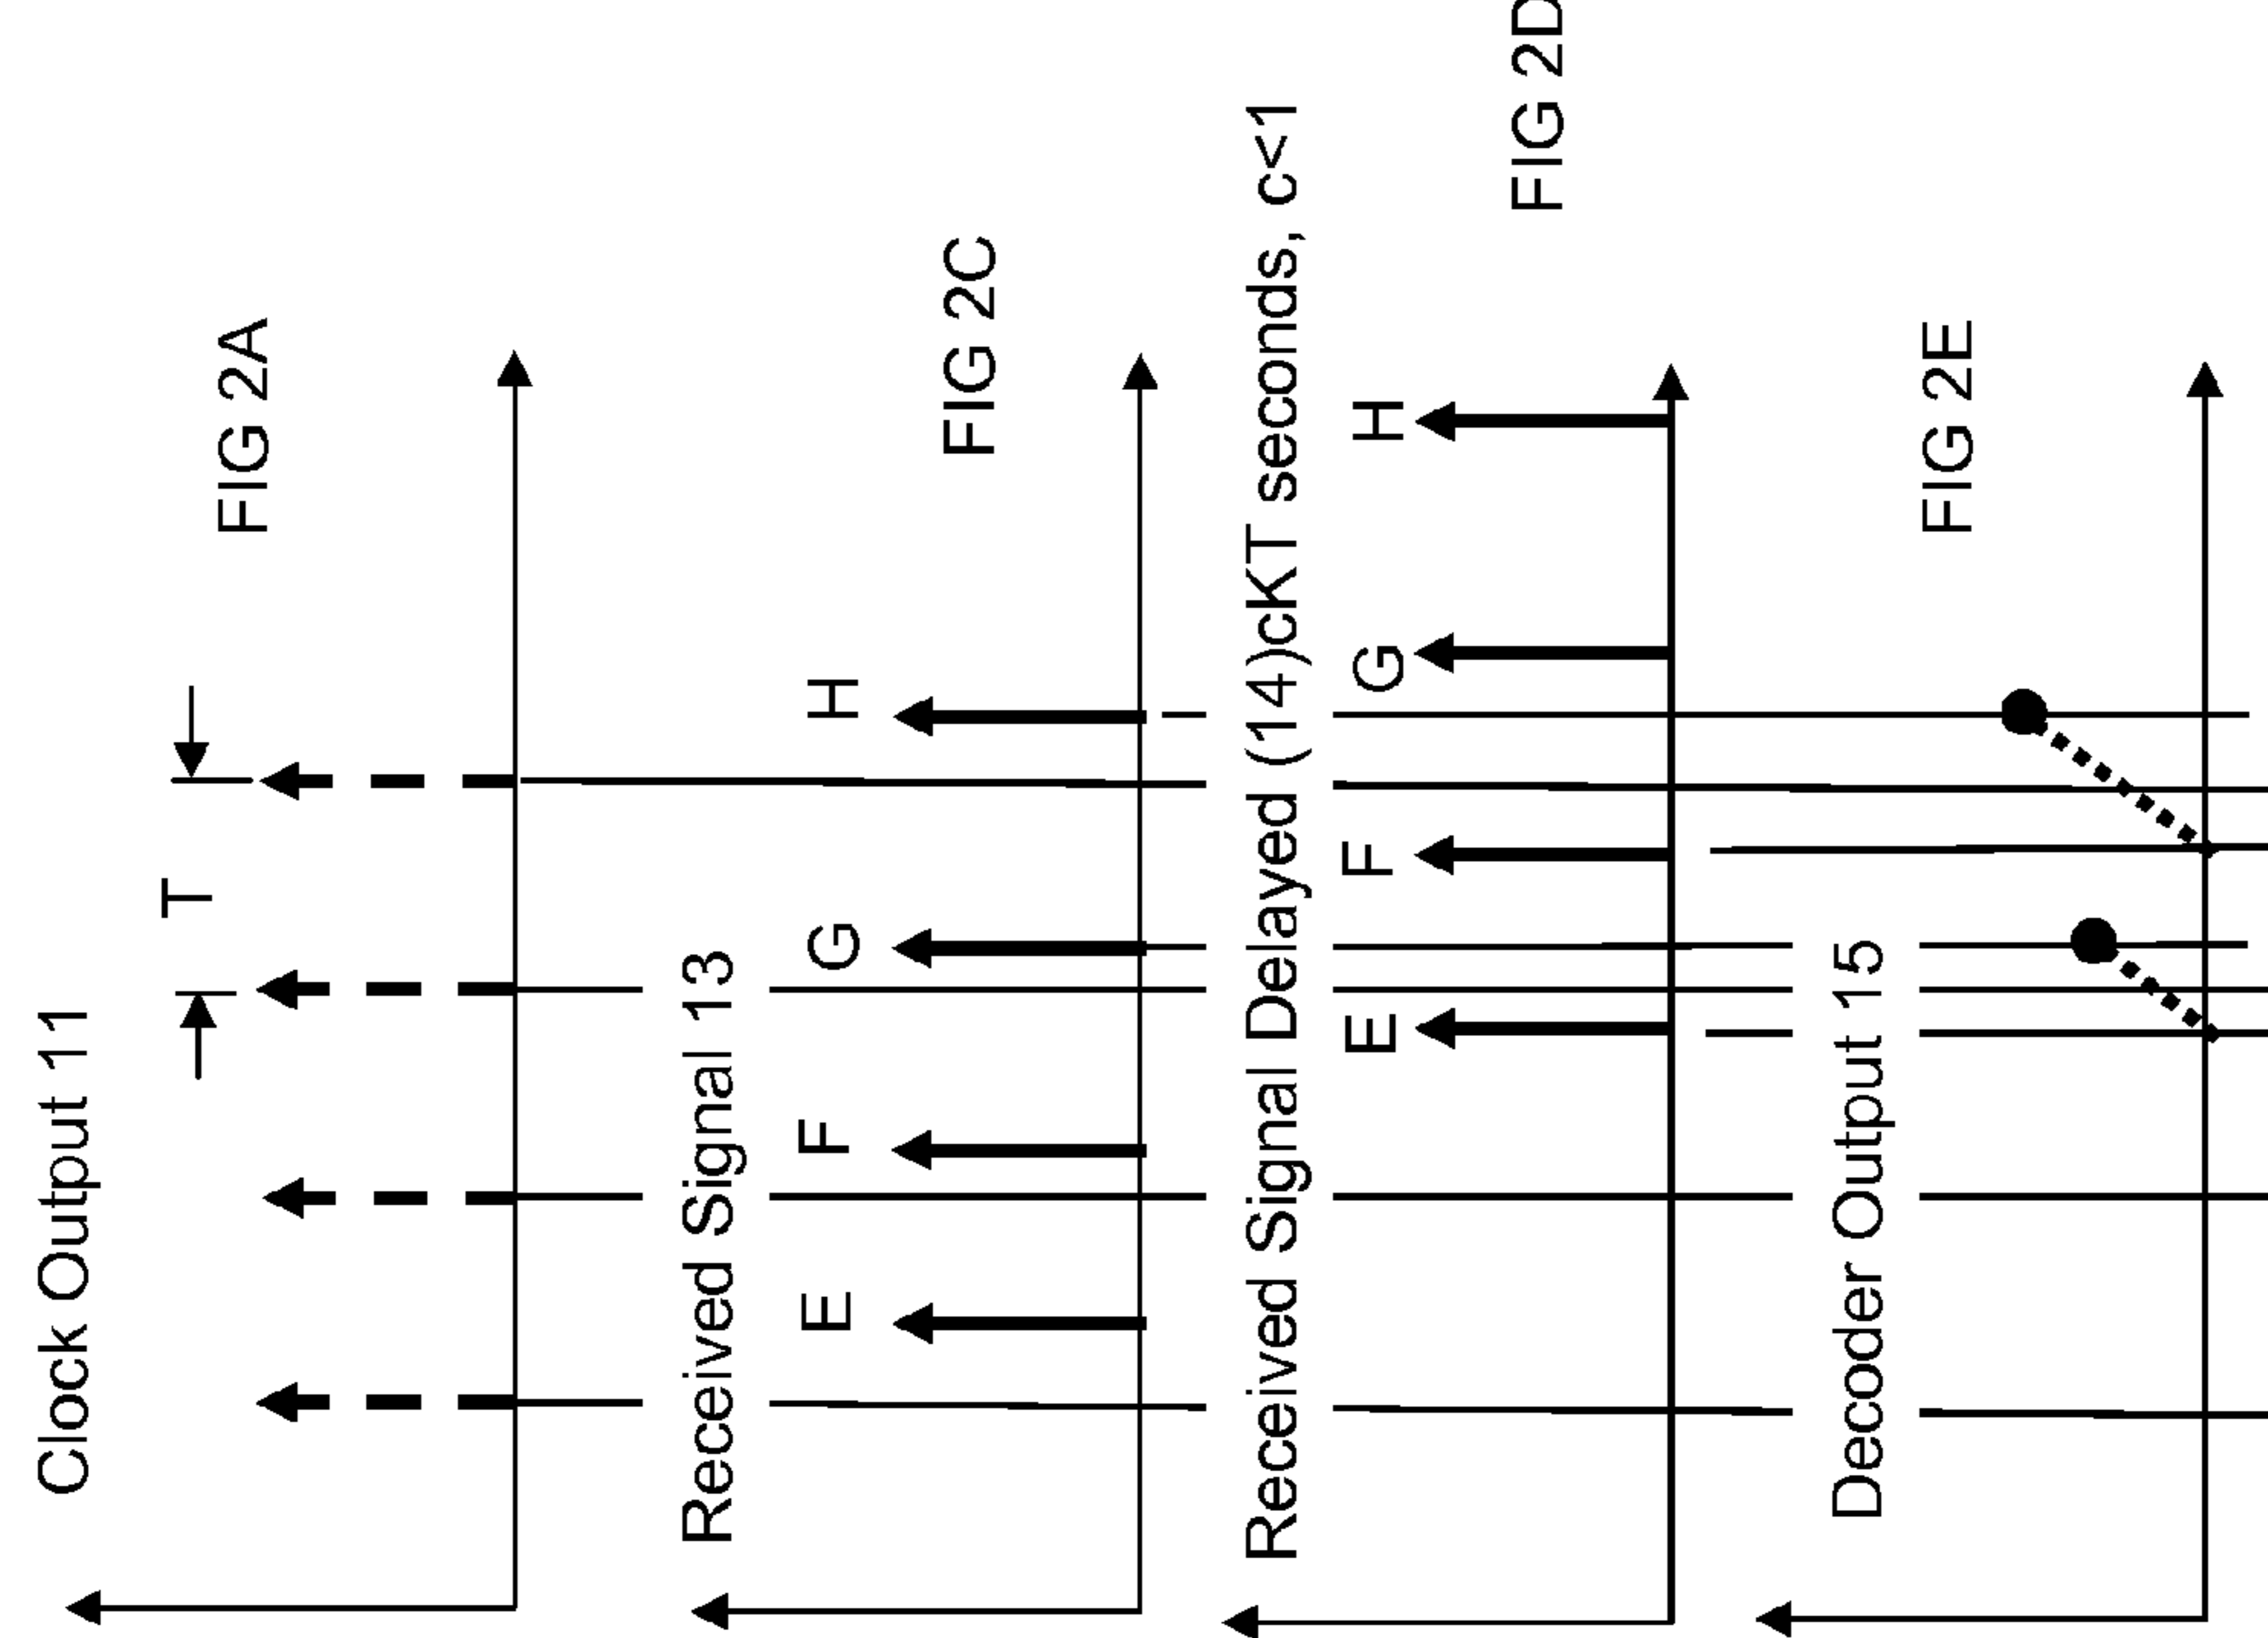 Clock Output 11
T
FIG 2A
Received Signal 13
E
F
G
H
FIG 2C
Received Signal Delayed (14)cKT seconds, c<1
E
F
G
H
FIG 2D
Decoder Output 15
FIG 2E